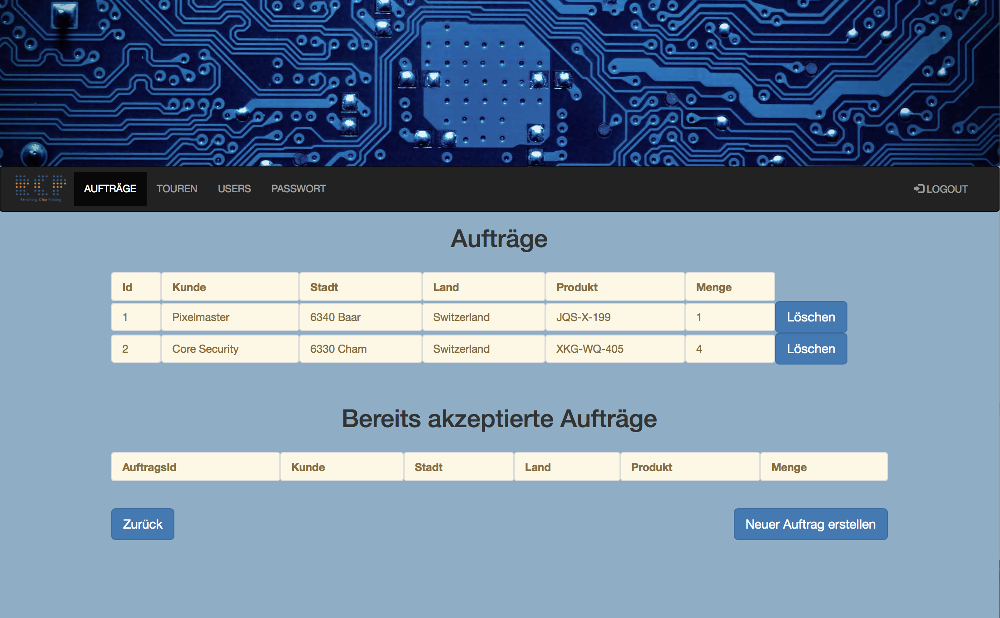 RCP
Revolving Chip Printing
AUFTRÄGE TOUREN USERS PASSWORT LOGOUT
Aufträge
Id Kunde Stadt Land Produkt Menge
1 Pixelmaster 6340 Baar Switzerland JQS-X-199 1 Löschen
2 Core Security 6330 Cham Switzerland XKG-WQ-405 4 Löschen
Bereits akzeptierte Aufträge
AuftragsId Kunde Stadt Land Produkt Menge
Zurück Neuer Auftrag erstellen